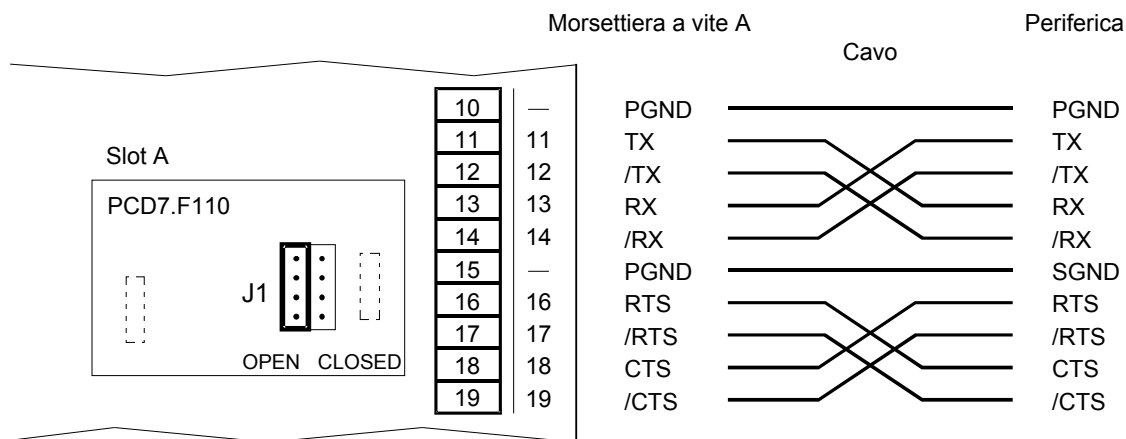 Morsettiera a vite A
Cavo
Periferica
Slot A
PCD7.F110
J1
OPEN CLOSED
10 — PGND PGND
11 11 TX TX
12 12 /TX /TX
13 13 RX RX
14 14 /RX /RX
15 — PGND SGND
16 16 RTS RTS
17 17 /RTS /RTS
18 18 CTS CTS
19 19 /CTS /CTS